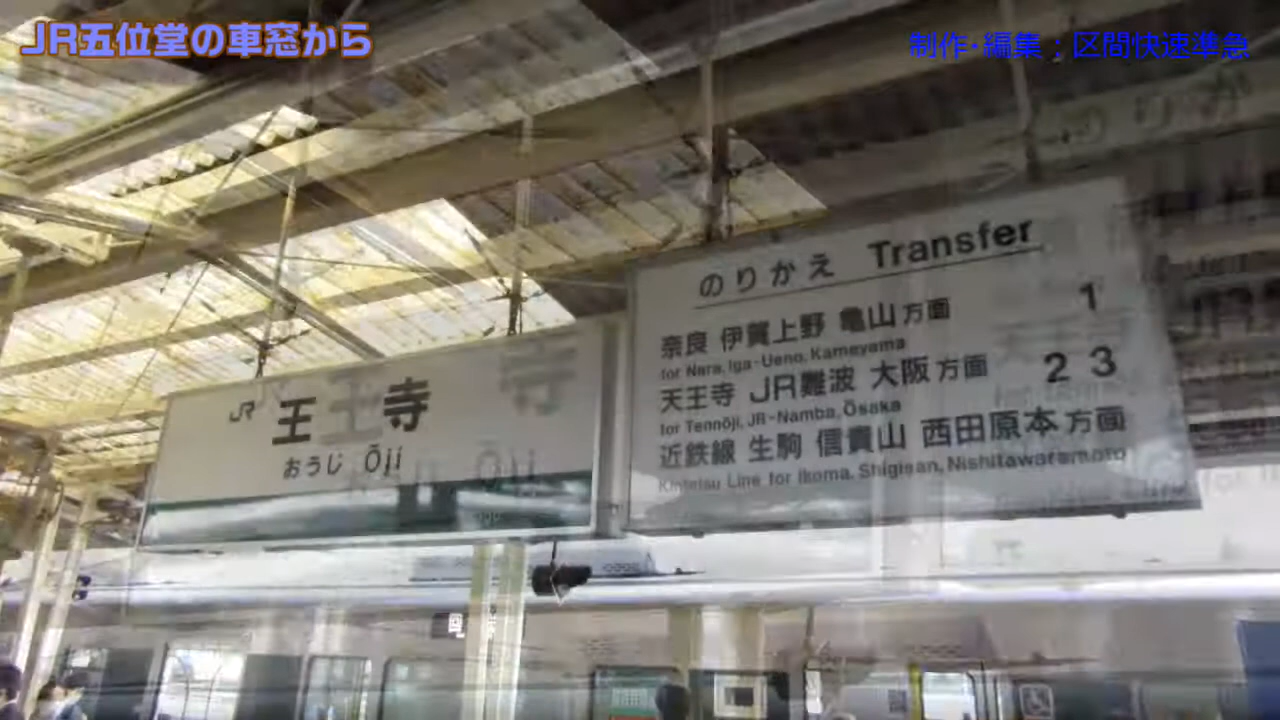 JR五位堂の車窓から
制作・編集；区間快速準急
JR 王寺
おうじ Ōji
のりかえ Transfer
奈良 伊賀上野 亀山方面 1
for Nara, Iga-Ueno, Kameyama
天王寺 JR難波 大阪方面 2 3
for Tennōji, JR-Namba, Ōsaka
近鉄線 生駒 信貴山 西田原本方面
Kintetsu Line for Ikoma, Shigisan, Nishitawaramoto